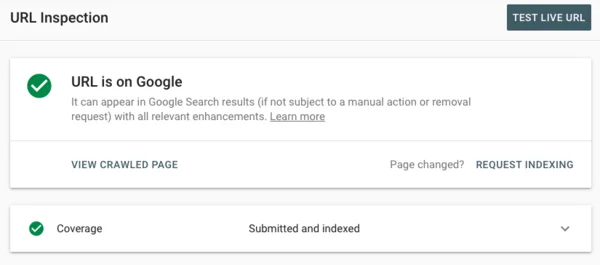 URL Inspection
TEST LIVE URL
URL is on Google
It can appear in Google Search results (if not subject to a manual action or removal
request) with all relevant enhancements. Learn more
VIEW CRAWLED PAGE
Page changed? REQUEST INDEXING
Coverage
Submitted and indexed